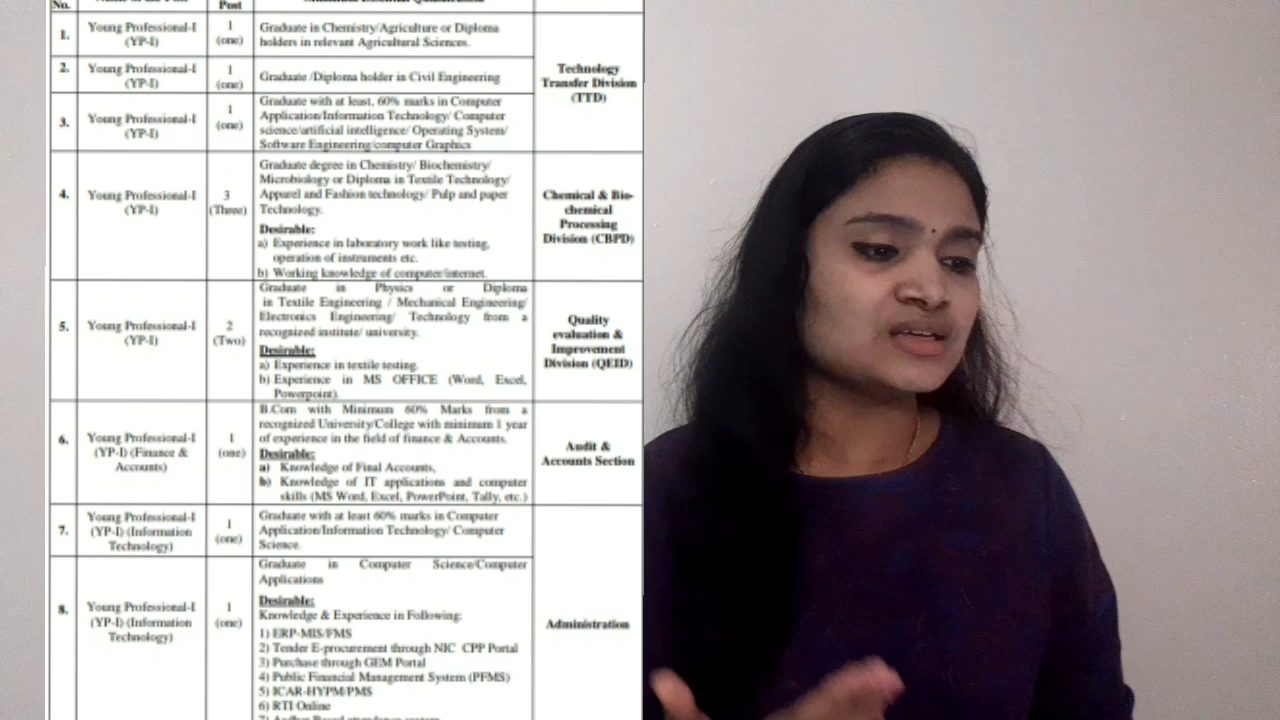 No.
Post
1.
Young Professional-I
(YP-I)
1
(one)
Graduate in Chemistry/Agriculture or Diploma
holders in relevant Agricultural Sciences.
2.
Young Professional-I
(YP-I)
1
(one)
Graduate /Diploma holder in Civil Engineering
3.
Young Professional-I
(YP-I)
1
(one)
Graduate with at least, 60% marks in Computer
Application/Information Technology/ Computer
science/artificial intelligence/ Operating System/
Software Engineering/computer Graphics
Technology
Transfer Division
(TTD)
4.
Young Professional-I
(YP-I)
3
(Three)
Graduate degree in Chemistry/ Biochemistry/
Microbiology or Diploma in Textile Technology/
Apparel and Fashion technology/ Pulp and paper
Technology.
Desirable:
a) Experience in laboratory work like testing,
operation of instruments etc.
b) Working knowledge of computer/internet.
Chemical & Bio-
chemical
Processing
Division (CBPD)
5.
Young Professional-I
(YP-I)
2
(Two)
Graduate in Physics or Diploma
in Textile Engineering / Mechanical Engineering/
Electronics Engineering/ Technology from a
recognized institute/ university.
Desirable:
a) Experience in textile testing.
b) Experience in MS OFFICE (Word, Excel,
Powerpoint).
Quality
evaluation &
Improvement
Division (QEID)
6.
Young Professional-I
(YP-I) (Finance &
Accounts)
1
(one)
B.Com with Minimum 60% Marks from a
recognized University/College with minimum 1 year
of experience in the field of finance & Accounts.
Desirable:
a) Knowledge of Final Accounts,
b) Knowledge of IT applications and computer
skills (MS Word, Excel, PowerPoint, Tally, etc.)
Audit &
Accounts Section
7.
Young Professional-I
(YP-I) (Information
Technology)
1
(one)
Graduate with at least 60% marks in Computer
Application/Information Technology/ Computer
Science.
8.
Young Professional-I
(YP-I) (Information
Technology)
1
(one)
Graduate in Computer Science/Computer
Applications
Desirable:
Knowledge & Experience in Following:
1) ERP-MIS/FMS
2) Tender E-procurement through NIC CPP Portal
3) Purchase through GEM Portal
4) Public Financial Management System (PFMS)
5) ICAR-HYPM/PMS
6) RTI Online
Administration